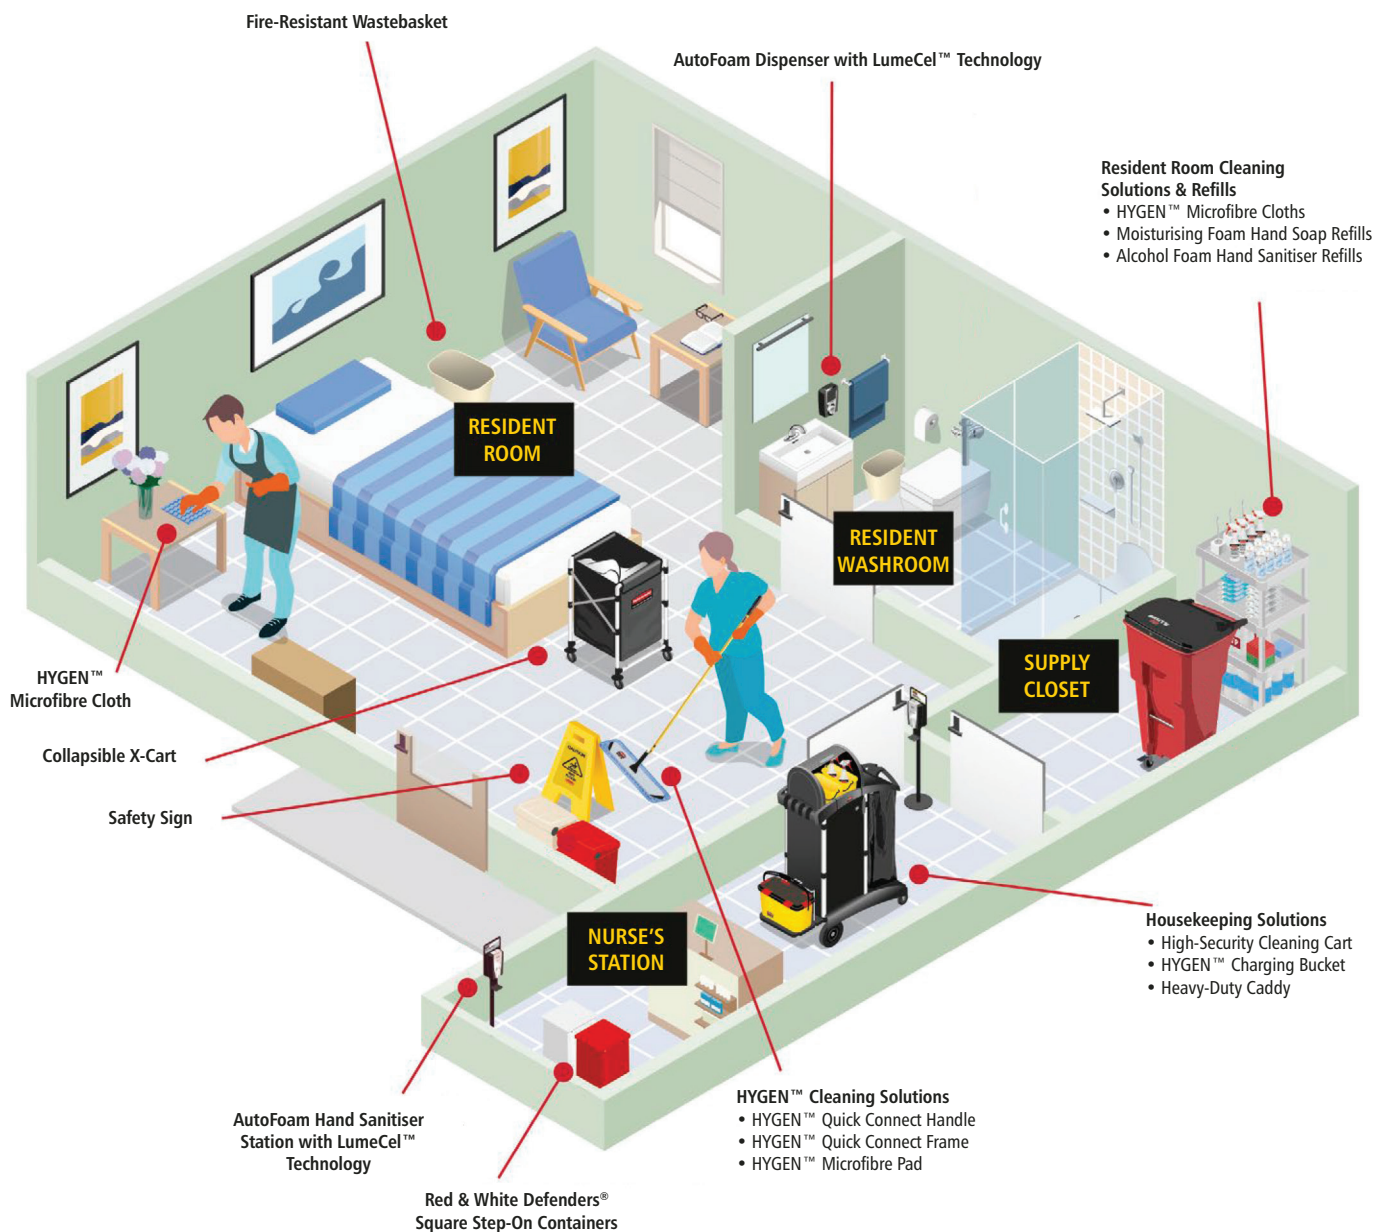 Fire-Resistant Wastebasket
AutoFoam Dispenser with LumeCel™ Technology
Resident Room Cleaning
Solutions & Refills
• HYGEN™ Microfibre Cloths
• Moisturising Foam Hand Soap Refills
• Alcohol Foam Hand Sanitiser Refills
RESIDENT
ROOM
RESIDENT
WASHROOM
SUPPLY
CLOSET
HYGEN™
Microfibre Cloth
Collapsible X-Cart
Safety Sign
CAUTION
NURSE'S
STATION
Housekeeping Solutions
• High-Security Cleaning Cart
• HYGEN™ Charging Bucket
• Heavy-Duty Caddy
HYGEN™ Cleaning Solutions
• HYGEN™ Quick Connect Handle
• HYGEN™ Quick Connect Frame
• HYGEN™ Microfibre Pad
AutoFoam Hand Sanitiser
Station with LumeCel™
Technology
Red & White Defenders®
Square Step-On Containers